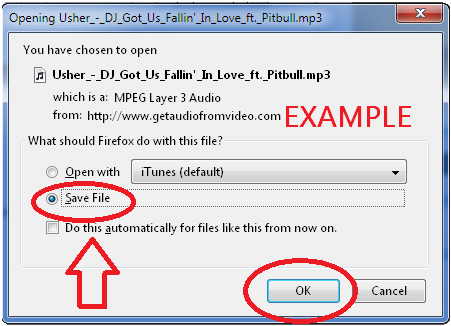 Opening Usher_-_DJ_Got_Us_Fallin'_In_Love_ft._Pitbull.mp3
You have chosen to open
Usher_-_DJ_Got_Us_Fallin'_In_Love_ft._Pitbull.mp3
which is a: MPEG Layer 3 Audio
from: http://www.getaudiofromvideo.com
EXAMPLE
What should Firefox do with this file?
Open with iTunes (default)
Save File
Do this automatically for files like this from now on.
OK Cancel